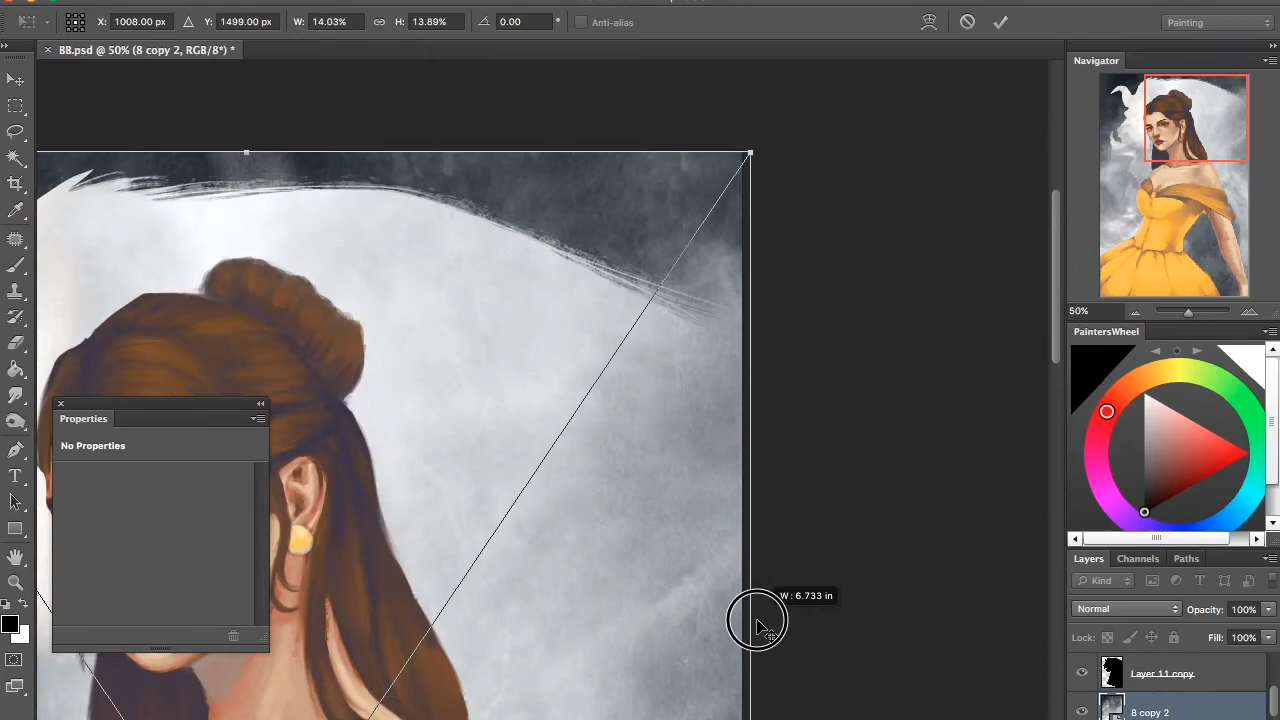 X: 1008.00 px Y: 1499.00 px W: 14.03% H: 13.89% 0.00 ° Anti-alias Painting
BB.psd @ 50% (8 copy 2, RGB/8*) *
Navigator
50%
PaintersWheel
Properties
No Properties
W : 6.733 in
Layers Channels Paths
Kind
Normal Opacity: 100%
Lock: Fill: 100%
Layer 11 copy
8 copy 2